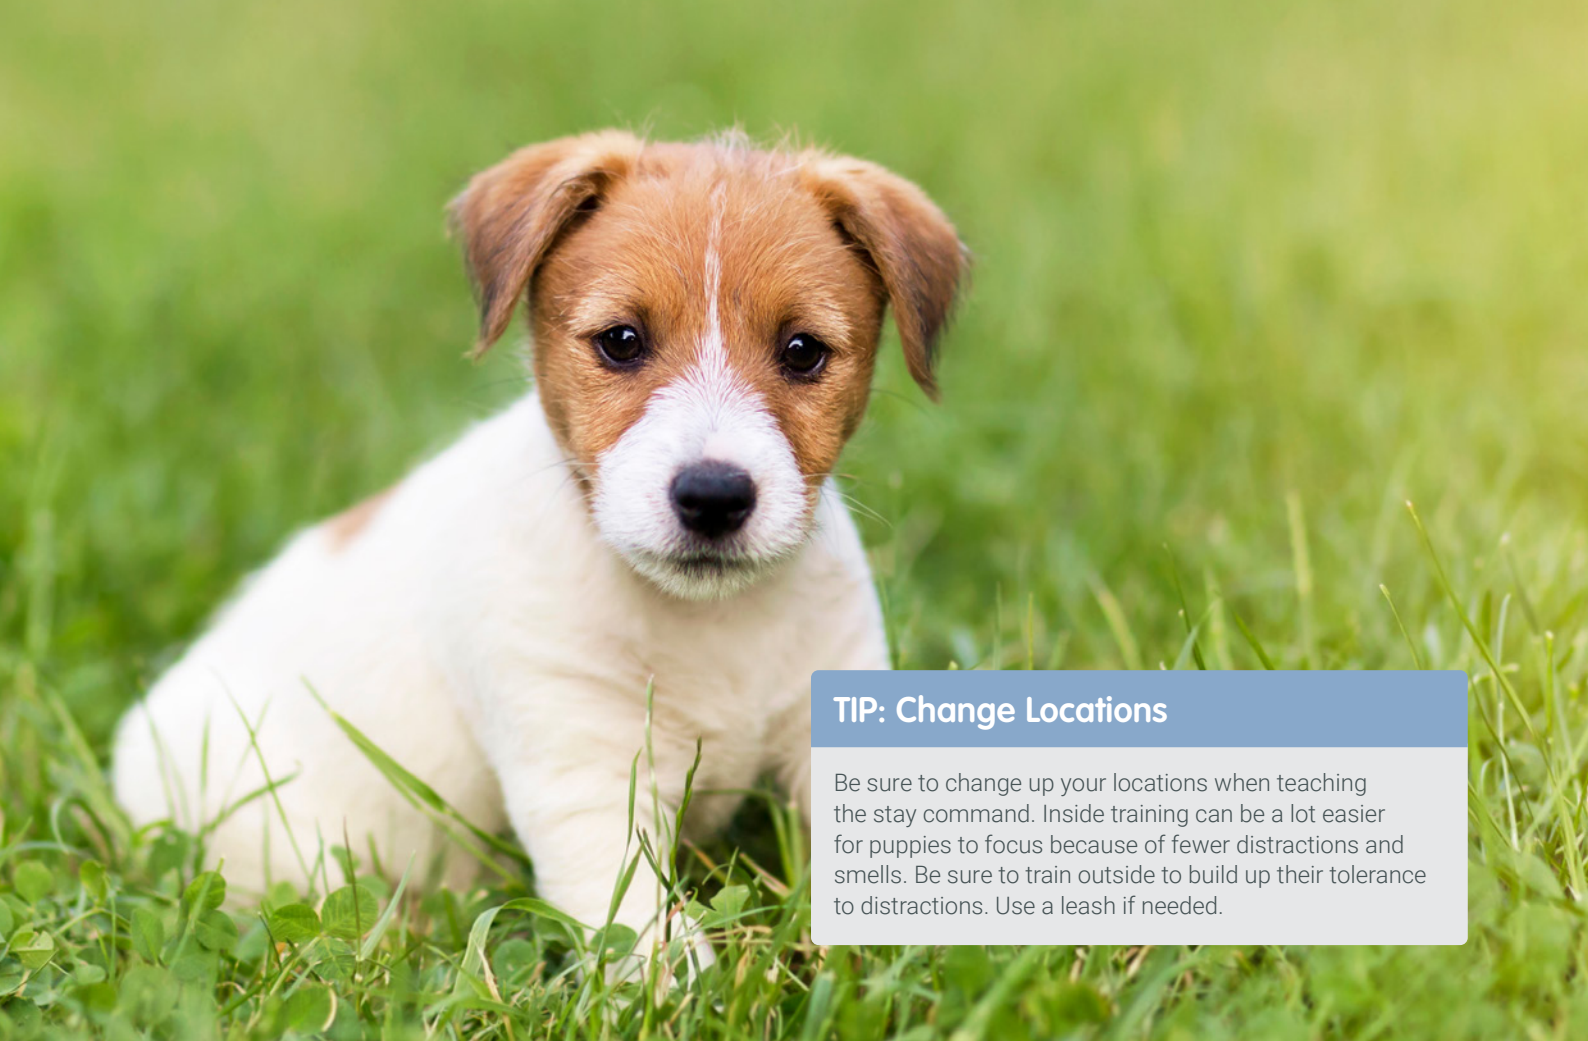 TIP: Change Locations
Be sure to change up your locations when teaching
the stay command. Inside training can be a lot easier
for puppies to focus because of fewer distractions and
smells. Be sure to train outside to build up their tolerance
to distractions. Use a leash if needed.